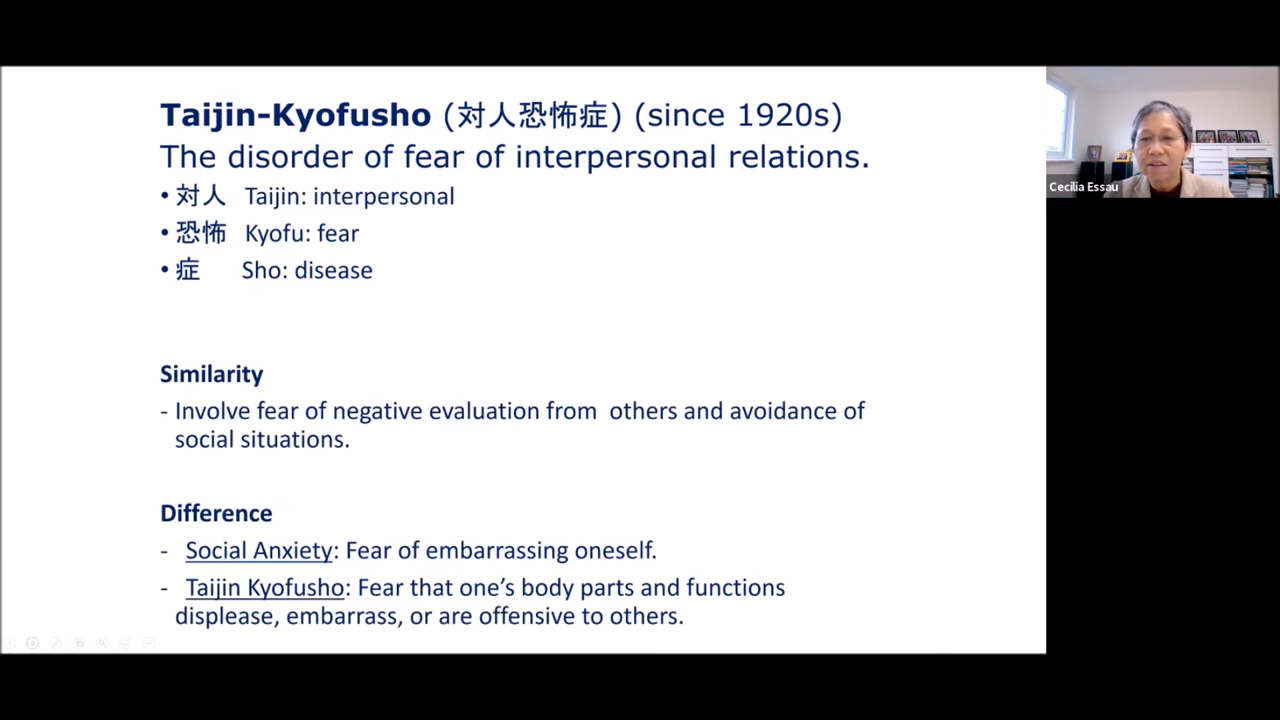 Taijin-Kyofusho (対人恐怖症) (since 1920s)
The disorder of fear of interpersonal relations.
• 対人 Taijin: interpersonal
• 恐怖 Kyofu: fear
• 症 Sho: disease
Similarity
- Involve fear of negative evaluation from others and avoidance of
social situations.
Difference
- Social Anxiety: Fear of embarrassing oneself.
- Taijin Kyofusho: Fear that one’s body parts and functions
displease, embarrass, or are offensive to others.
Cecilia Essau